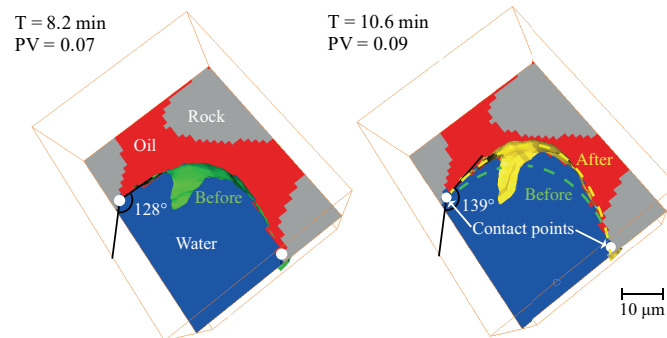 T = 8.2 min
PV = 0.07
T = 10.6 min
PV = 0.09
Rock
Oil
Before
128°
Water
After
Before
139°
Contact points
10 μm